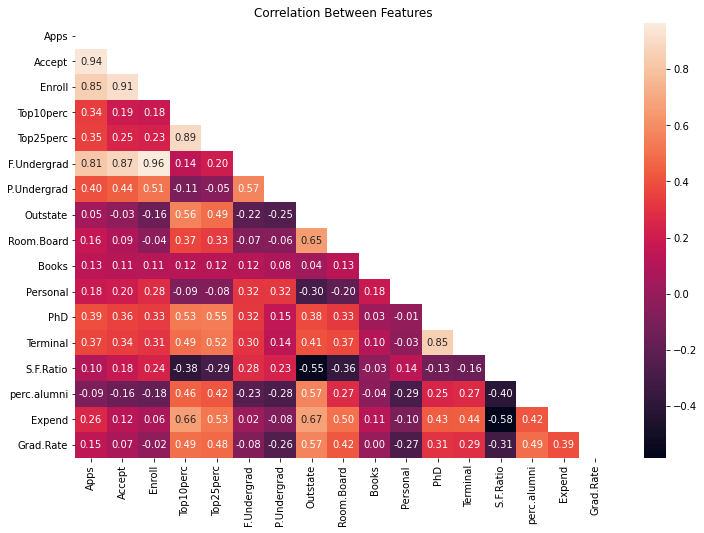 Correlation Between Features
Apps
Accept 0.94
Enroll 0.85 0.91
Top10perc 0.34 0.19 0.18
Top25perc 0.35 0.25 0.23 0.89
F.Undergrad 0.81 0.87 0.96 0.14 0.20
P.Undergrad 0.40 0.44 0.51 -0.11 -0.05 0.57
Outstate 0.05 -0.03 -0.16 0.56 0.49 -0.22 -0.25
Room.Board 0.16 0.09 -0.04 0.37 0.33 -0.07 -0.06 0.65
Books 0.13 0.11 0.11 0.12 0.12 0.12 0.08 0.04 0.13
Personal 0.18 0.20 0.28 -0.09 -0.08 0.32 0.32 -0.30 -0.20 0.18
PhD 0.39 0.36 0.33 0.53 0.55 0.32 0.15 0.38 0.33 0.03 -0.01
Terminal 0.37 0.34 0.31 0.49 0.52 0.30 0.14 0.41 0.37 0.10 -0.03 0.85
S.F.Ratio 0.10 0.18 0.24 -0.38 -0.29 0.28 0.23 -0.55 -0.36 -0.03 0.14 -0.13 -0.16
perc.alumni -0.09 -0.16 -0.18 0.46 0.42 -0.23 -0.28 0.57 0.27 -0.04 -0.29 0.25 0.27 -0.40
Expend 0.26 0.12 0.06 0.66 0.53 0.02 -0.08 0.67 0.50 0.11 -0.10 0.43 0.44 -0.58 0.42
Grad.Rate 0.15 0.07 -0.02 0.49 0.48 -0.08 -0.26 0.57 0.42 0.00 -0.27 0.31 0.29 -0.31 0.49 0.39
Apps Accept Enroll Top10perc Top25perc F.Undergrad P.Undergrad Outstate Room.Board Books Personal PhD Terminal S.F.Ratio perc.alumni Expend Grad.Rate
0.8
0.6
0.4
0.2
0.0
−0.2
−0.4